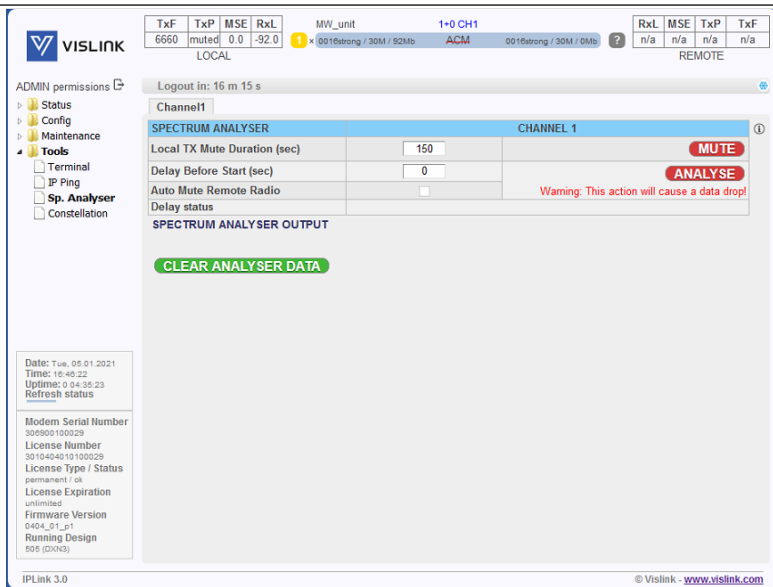 VISLINK
TxF TxP MSE RxL
6660 muted 0.0 -92.0
LOCAL
MW_unit 1+0 CH1
1 × 0016strong / 30M / 92Mb ACM 0016strong / 30M / 0Mb ?
RxL MSE TxP TxF
n/a n/a n/a n/a
REMOTE
ADMIN permissions
Logout in: 16 m 15 s
Status
Config
Maintenance
Tools
Terminal
IP Ping
Sp. Analyser
Constellation
Channel1
SPECTRUM ANALYSER CHANNEL 1
Local TX Mute Duration (sec) 150 MUTE
Delay Before Start (sec) 0 ANALYSE
Auto Mute Remote Radio Warning: This action will cause a data drop!
Delay status
SPECTRUM ANALYSER OUTPUT
CLEAR ANALYSER DATA
Date: Tue, 05.01.2021
Time: 16:46:22
Uptime: 0 04:35:23
Refresh status
Modem Serial Number
306900100029
License Number
3010404010100029
License Type / Status
permanent / ok
License Expiration
unlimited
Firmware Version
0404_01_p1
Running Design
505 (DXN3)
IPLink 3.0
© Vislink - www.vislink.com